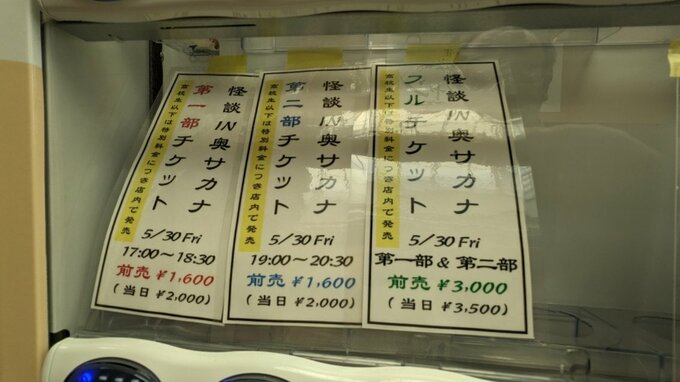 怪談IN奥サカナ
第一部チケット
高校生以下は特別料金につき店内で発売
5/30 Fri
17:00～18:30
前売 ¥1,600
(当日 ¥2,000)
怪談IN奥サカナ
第二部チケット
高校生以下は特別料金につき店内で発売
5/30 Fri
19:00～20:30
前売 ¥1,600
(当日 ¥2,000)
怪談IN奥サカナ
フルチケット
高校生以下は特別料金につき店内で発売
5/30 Fri
第一部 & 第二部
前売 ¥3,000
(当日 ¥3,500)